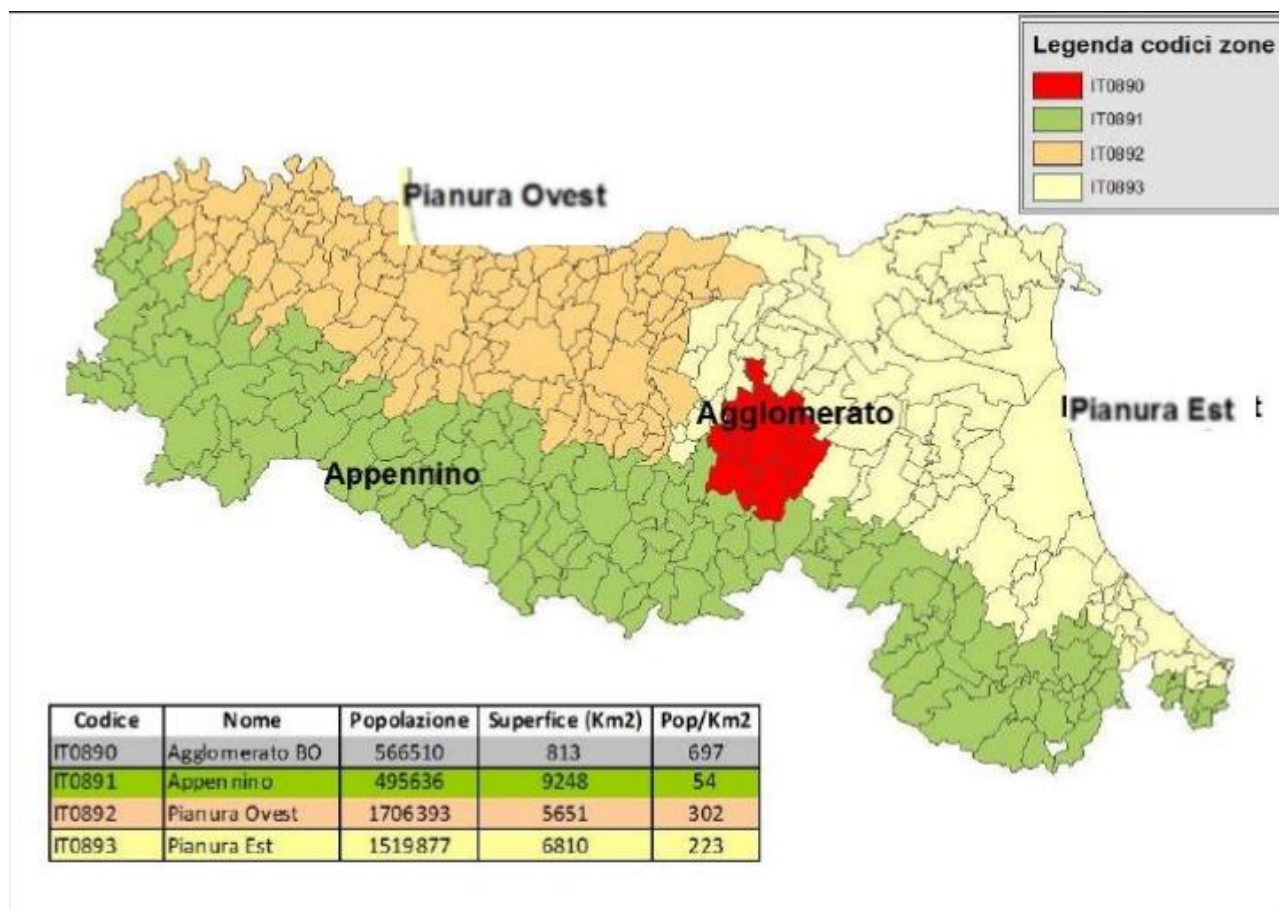 Legenda codici zone
IT0890
IT0891
IT0892
IT0893
Pianura Ovest
Agglomerato
Pianura Est t
Appennino
Codice Nome Popolazione Superfice (Km2) Pop/Km2
IT0890 Agglomerato BO 566510 813 697
IT0891 Appennino 495636 9248 54
IT0892 Pianura Ovest 1706393 5651 302
IT0893 Pianura Est 1519877 6810 223